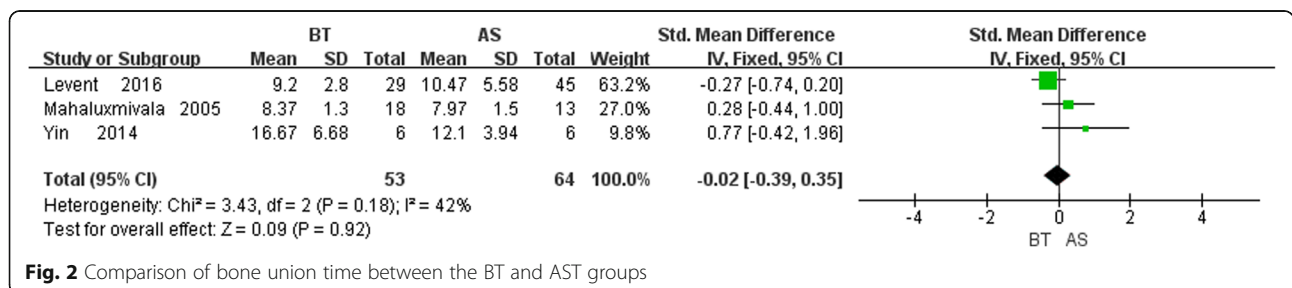 BT AS Std. Mean Difference Std. Mean Difference
Study or Subgroup Mean SD Total Mean SD Total Weight IV, Fixed, 95% CI IV, Fixed, 95% CI
Levent 2016 9.2 2.8 29 10.47 5.58 45 63.2% -0.27 [-0.74, 0.20]
Mahaluxmivala 2005 8.37 1.3 18 7.97 1.5 13 27.0% 0.28 [-0.44, 1.00]
Yin 2014 16.67 6.68 6 12.1 3.94 6 9.8% 0.77 [-0.42, 1.96]
Total (95% CI) 53 64 100.0% -0.02 [-0.39, 0.35]
Heterogeneity: Chi² = 3.43, df = 2 (P = 0.18); I² = 42%
Test for overall effect: Z = 0.09 (P = 0.92)
-4 -2 0 2 4
BT AS
Fig. 2 Comparison of bone union time between the BT and AST groups